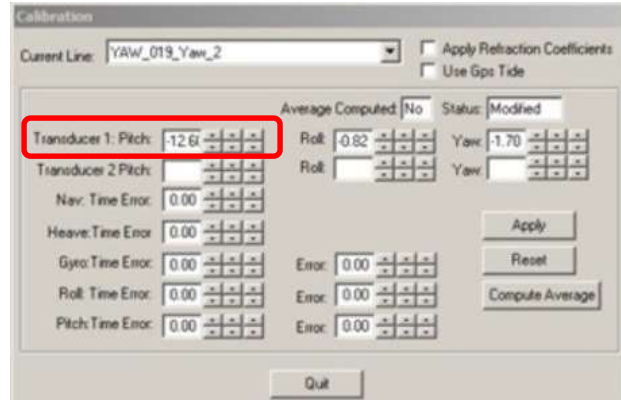 Calibration
Current Line: YAW_019_Yaw_2
Apply Refraction Coefficients
Use Gps Tide
Average Computed: No Status: Modified
Transducer 1: Pitch: Roll: -0.82 Yaw: -1.70
Transducer 2 Pitch: Roll: Yaw:
Nav: Time Error: 0.00
Heave:Time Error 0.00
Apply
Gyro:Time Error: 0.00 Error: 0.00
Reset
Roll: Time Error: 0.00 Error: 0.00
Compute Average
Pitch:Time Error: 0.00 Error: 0.00
Quit